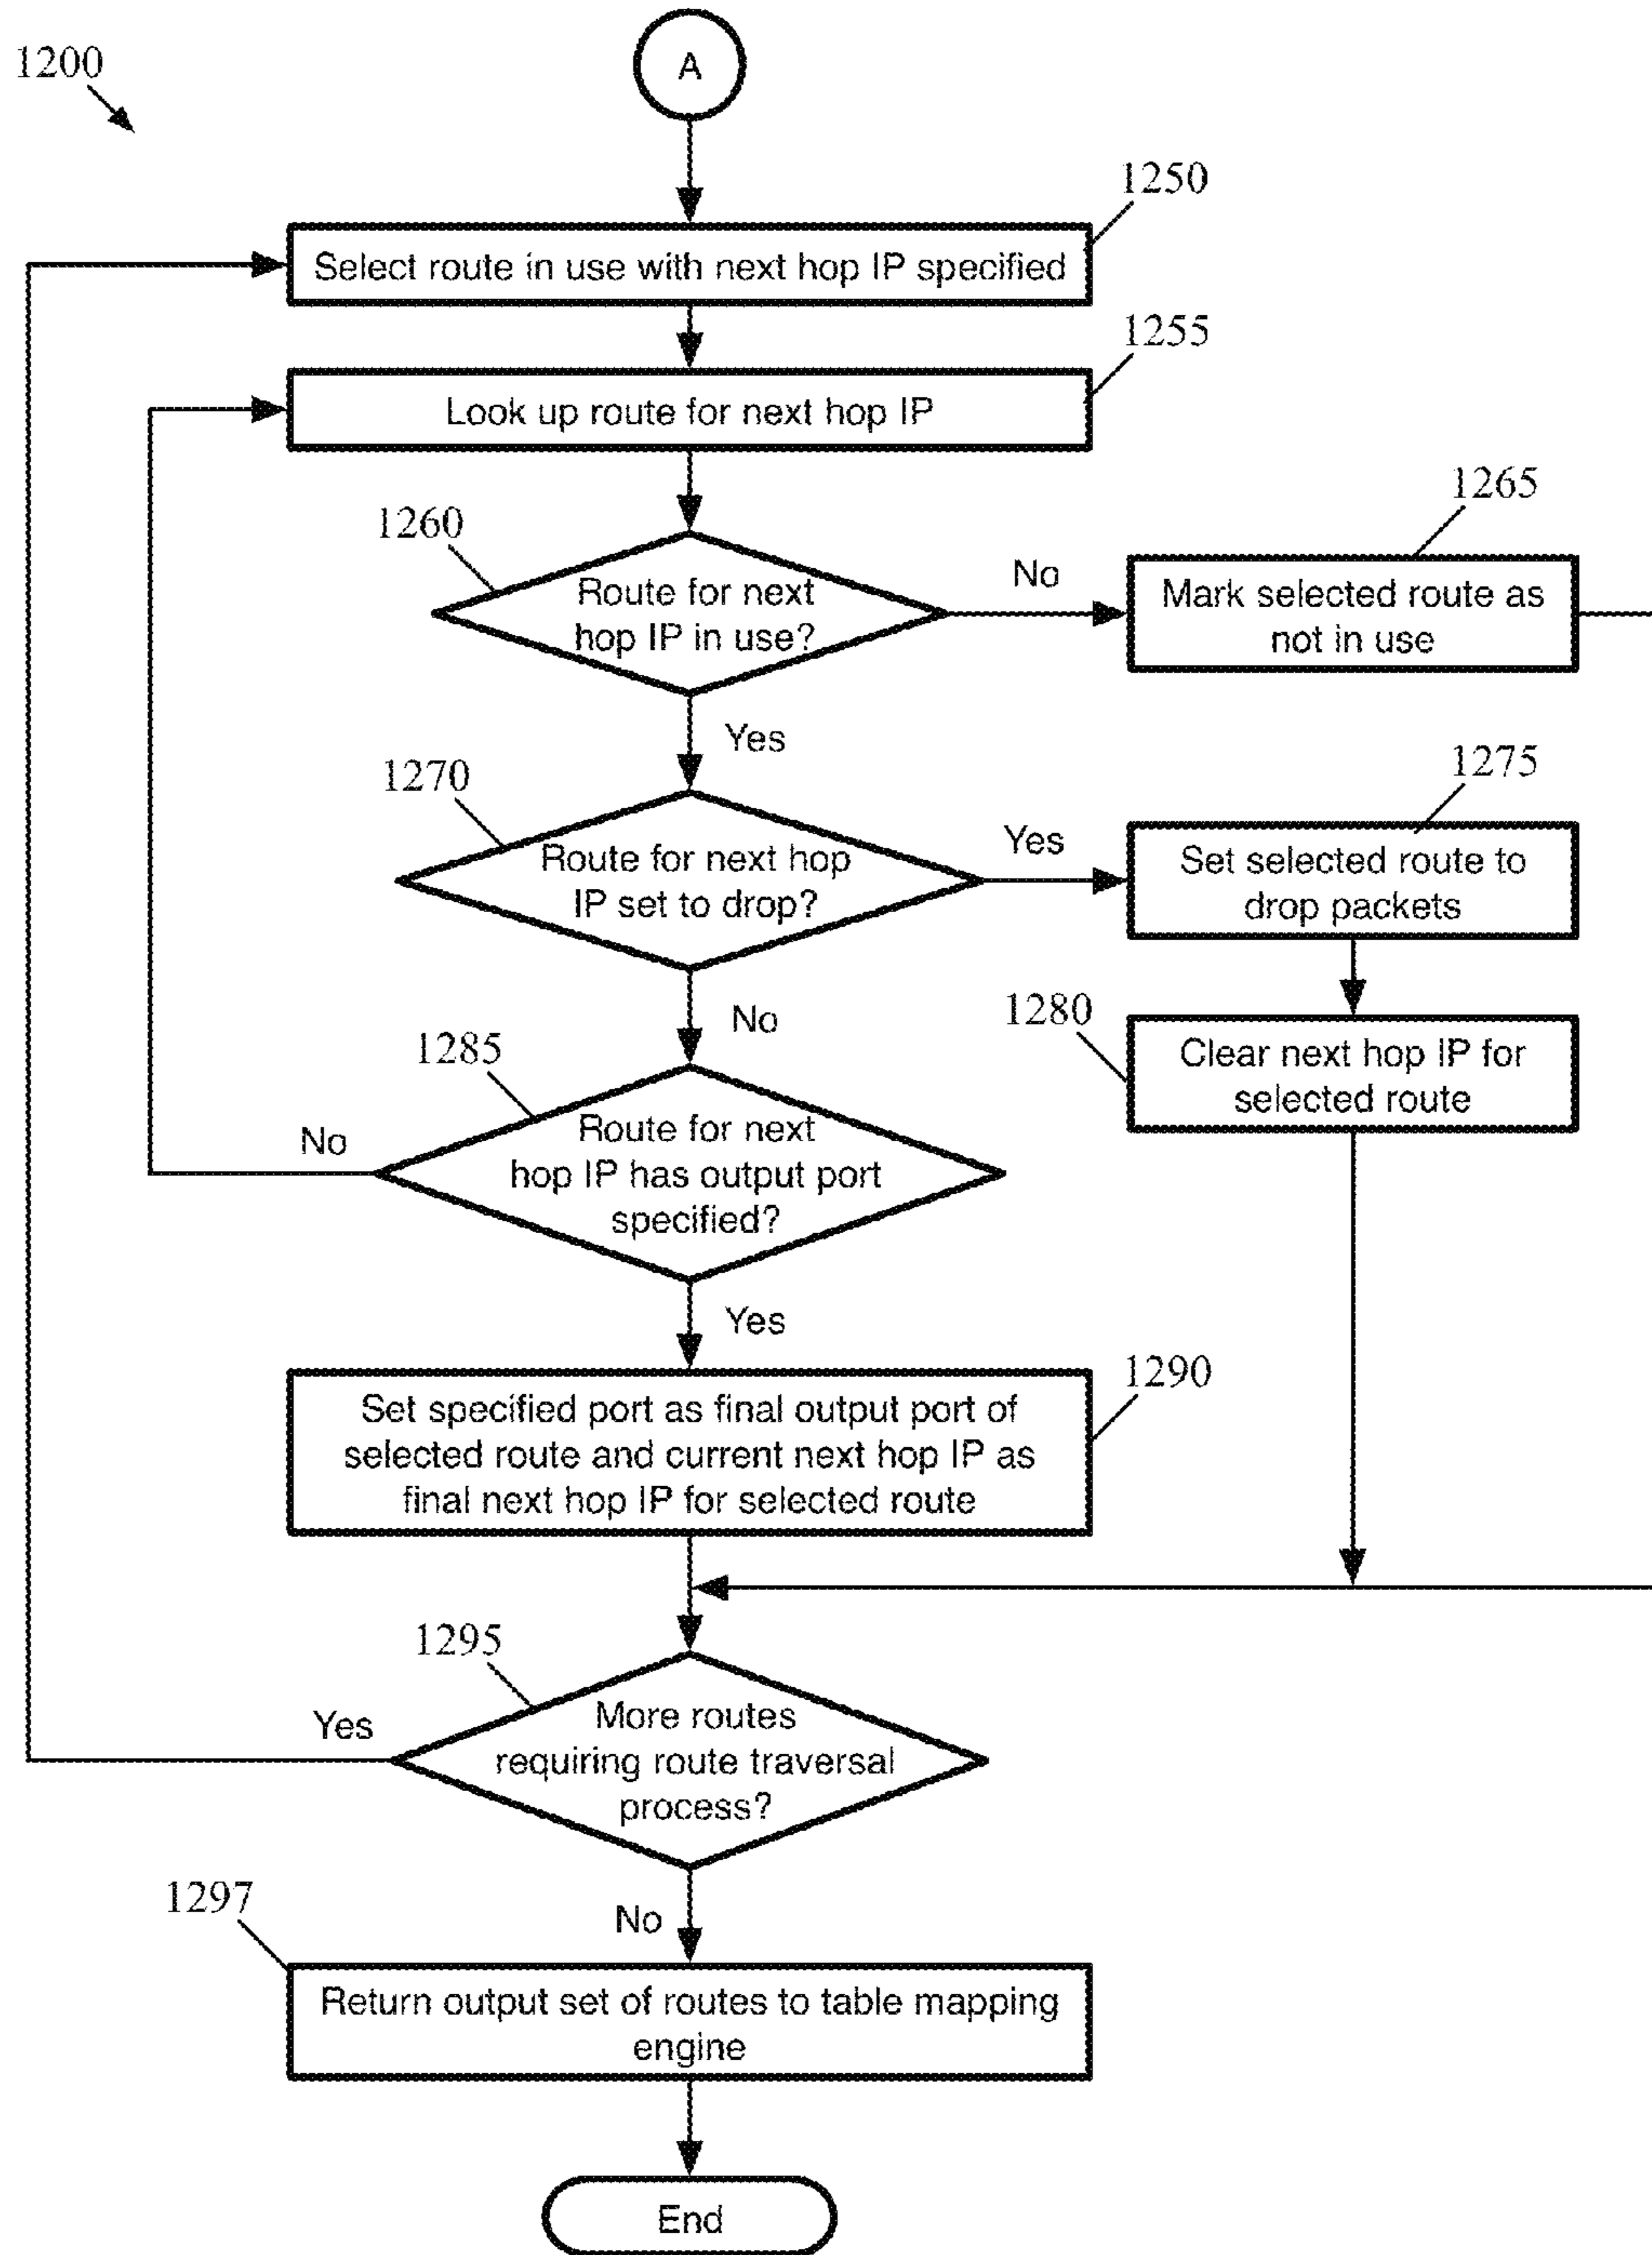 1200
A
1250
Select route in use with next hop IP specified
1255
Look up route for next hop IP
1260
Route for next
hop IP in use?
No
1265
Mark selected route as
not in use
Yes
1270
Route for next hop
IP set to drop?
Yes
1275
Set selected route to
drop packets
No
1280
Clear next hop IP for
selected route
1285
Route for next
hop IP has output port
specified?
No
Yes
1290
Set specified port as final output port of
selected route and current next hop IP as
final next hop IP for selected route
1295
More routes
requiring route traversal
process?
Yes
No
1297
Return output set of routes to table mapping
engine
End